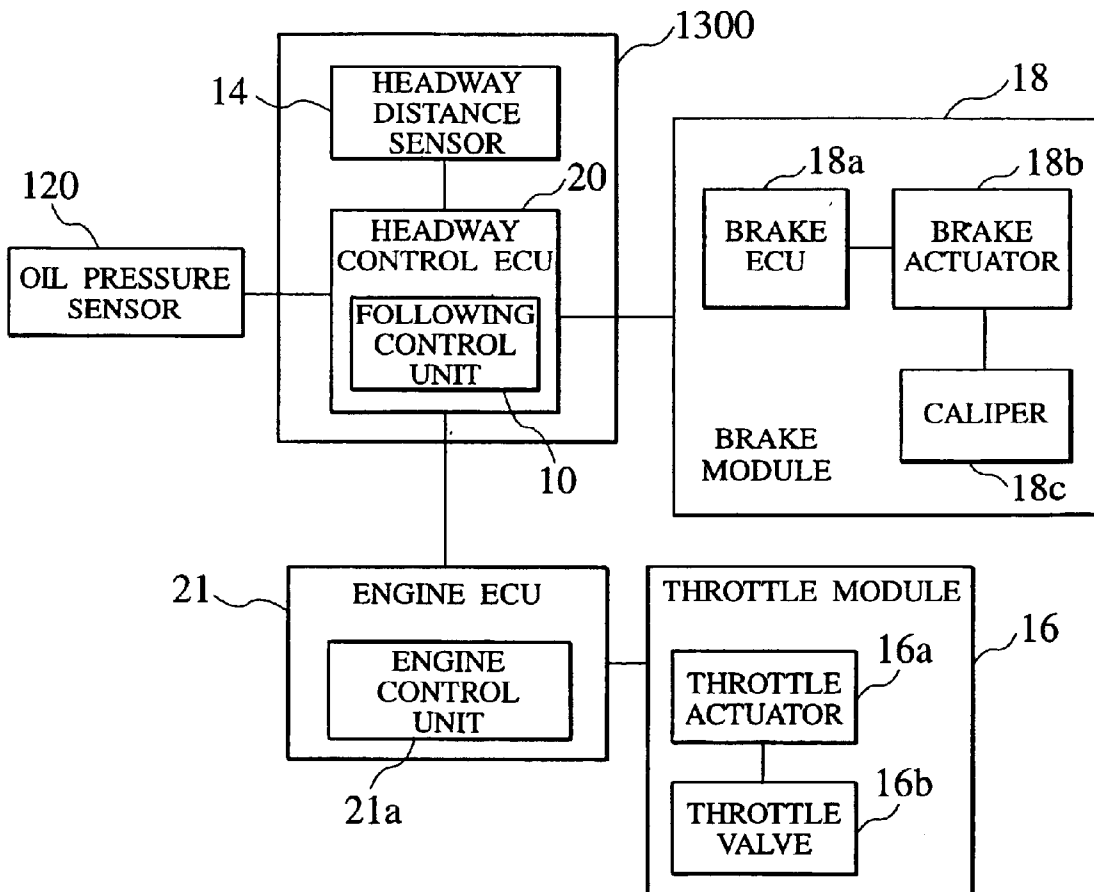 1300
14
HEADWAY
DISTANCE
SENSOR
18
120
20
18a
18b
HEADWAY
CONTROL ECU
BRAKE
ECU
BRAKE
ACTUATOR
OIL PRESSURE
SENSOR
FOLLOWING
CONTROL
UNIT
CALIPER
BRAKE
MODULE
10
18c
21
ENGINE ECU
THROTTLE MODULE
16
ENGINE
CONTROL
UNIT
16a
THROTTLE
ACTUATOR
21a
16b
THROTTLE
VALVE